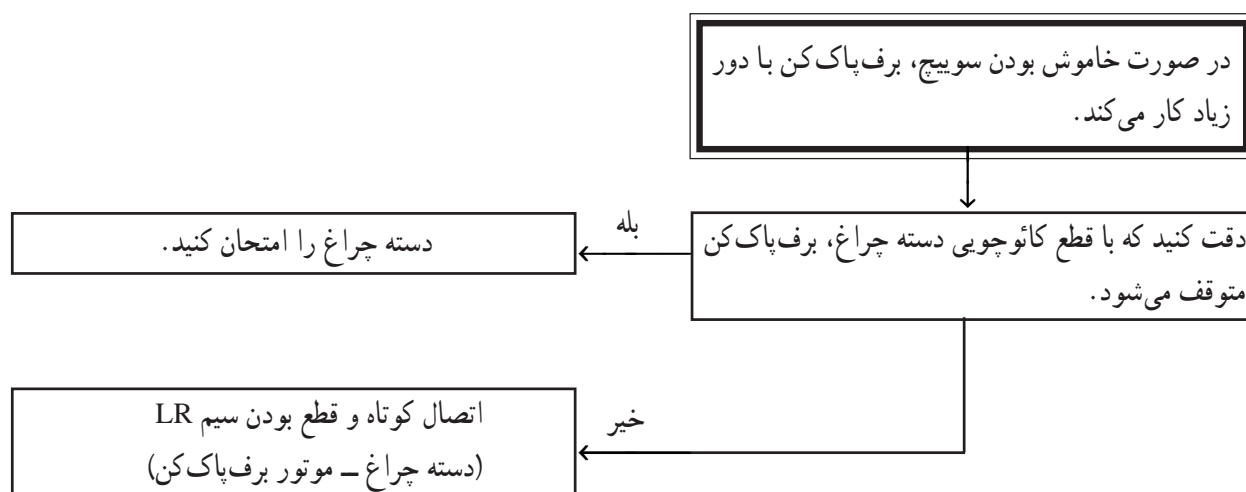 در صورت خاموش بودن سوییچ، برف‌پاک‌کن با دور
زیاد کار می‌کند.
دقت کنید که با قطع کائوچویی دسته چراغ، برف‌پاک‌کن
متوقف می‌شود.
بله
دسته چراغ را امتحان کنید.
خیر
اتصال کوتاه و قطع بودن سیم LR
(دسته چراغ ــ موتور برف‌پاک‌کن)